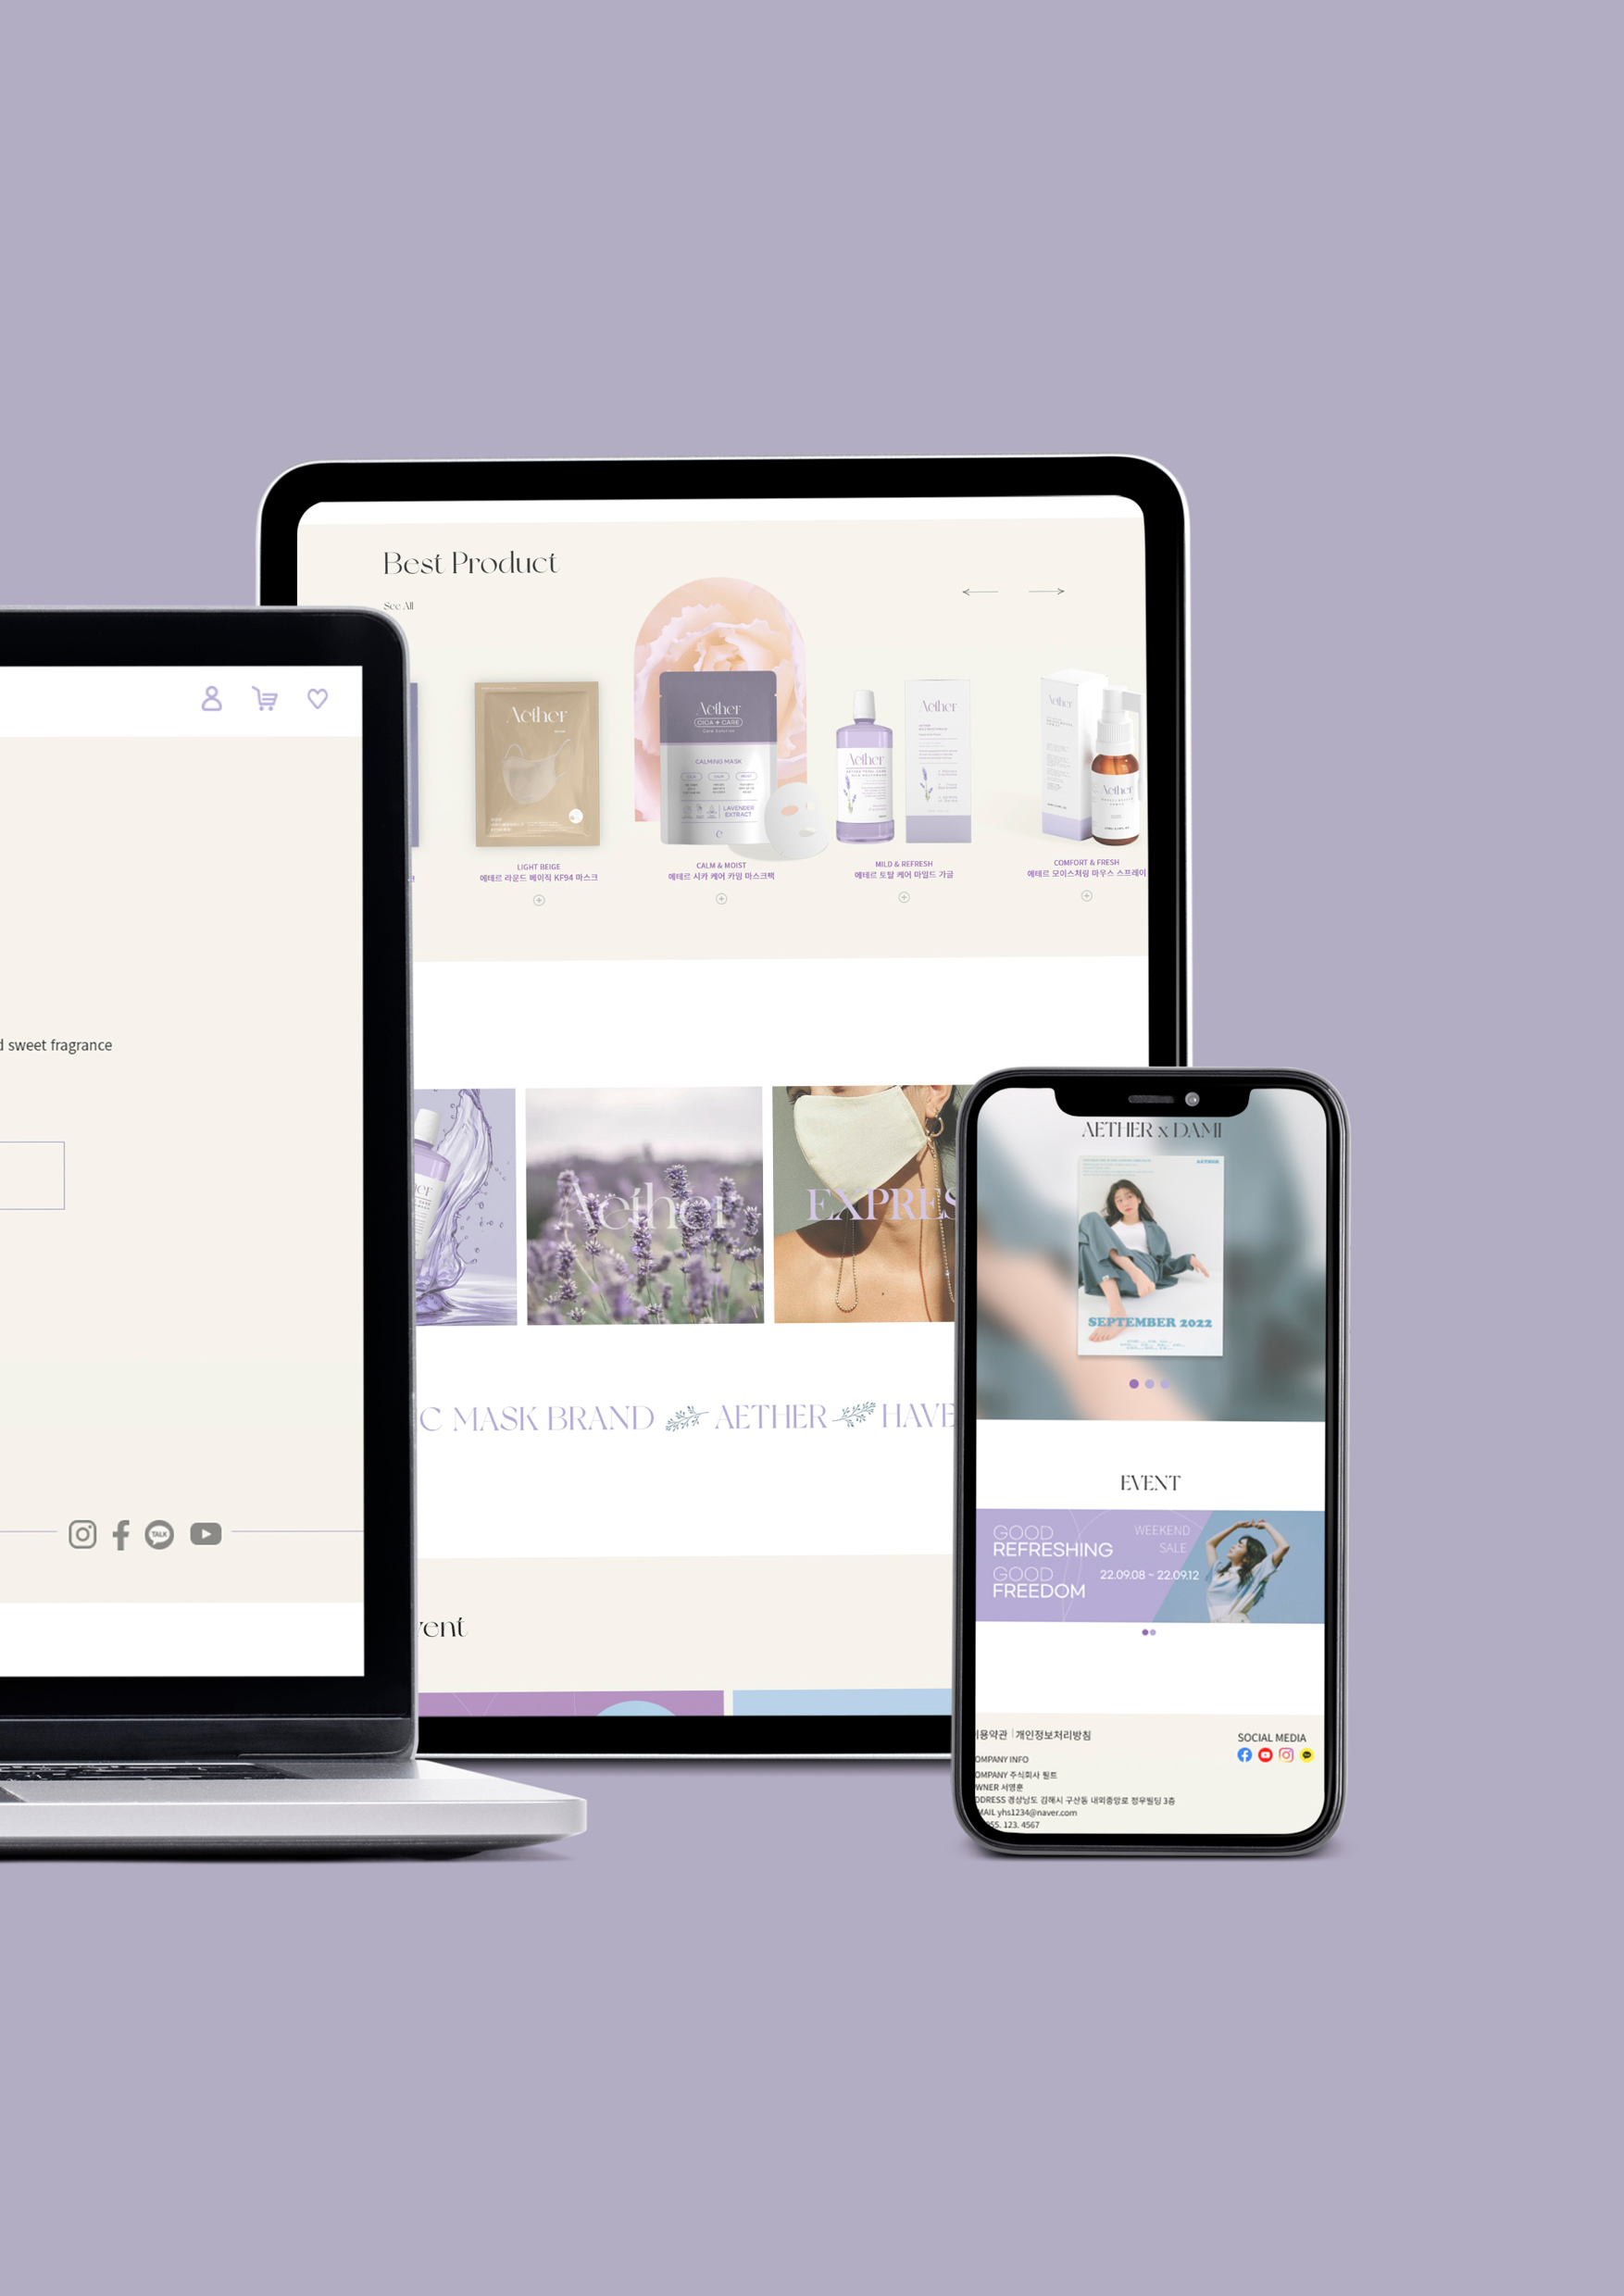 Best Product
See All
Aether
Aether
CICA + CARE
Care Solution
CALMING MASK
LAVENDER
EXTRACT
Aether
Aether
Aether
Aether
LIGHT BEIGE
에테르 라운드 베이직 KF94 마스크
CALM & MOIST
에테르 시카 케어 카밍 마스크팩
MILD & REFRESH
에테르 토탈 케어 마일드 가글
COMFORT & FRESH
에테르 모이스처링 마우스 스프레이
d sweet fragrance
TALK
Aether
EXPRES
C MASK BRAND AETHER HAVE
vent
AETHER x DAMI
AETHER
SEPTEMBER 2022
EVENT
GOOD
REFRESHING
GOOD
FREEDOM
WEEKEND
SALE
22.09.08 ~ 22.09.12
이용약관 | 개인정보처리방침
OMPANY INFO
OMPANY 주식회사 필트
WNER 서명훈
DDRESS 경상남도 김해시 구산동 내외중앙로 정우빌딩 3층
MAIL yhs1234@naver.com
55. 123. 4567
SOCIAL MEDIA